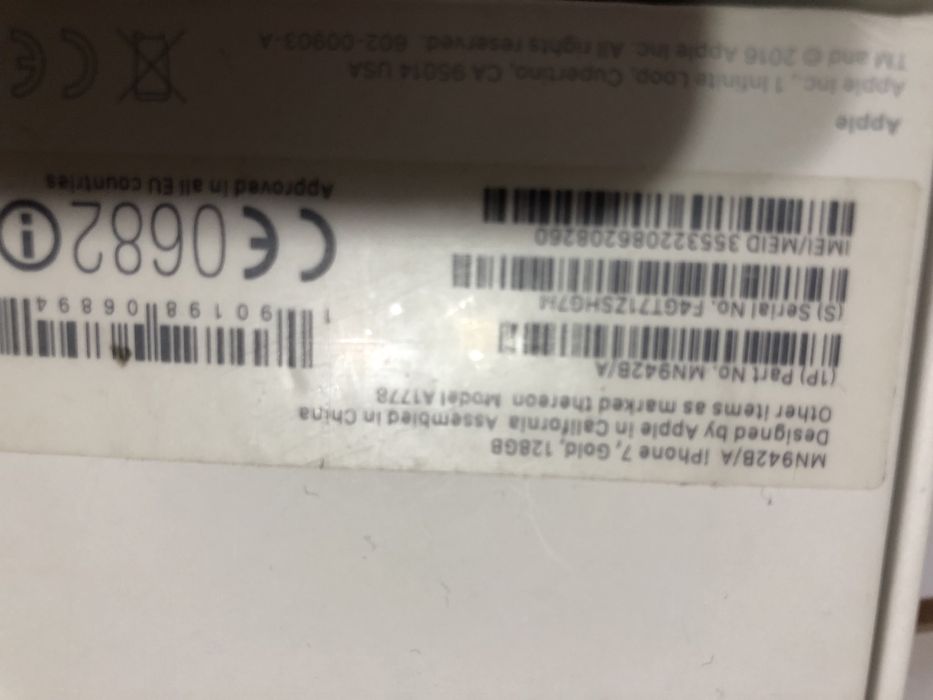 MN942B/A iPhone 7, Gold, 128GB
Designed by Apple in California Assembled in China
Other items as marked thereon Model A1778
(1P) Part No. MN942B/A
(S) Serial No. F4GT71ZSHG7M
IMEI/MEID 355322086208260
1 90198 06894
CE0682
Approved in all EU countries
Apple
Apple Inc., 1 Infinite Loop, Cupertino, CA 95014 USA
TM and © 2016 Apple Inc. All rights reserved. 602-00903-A
CE